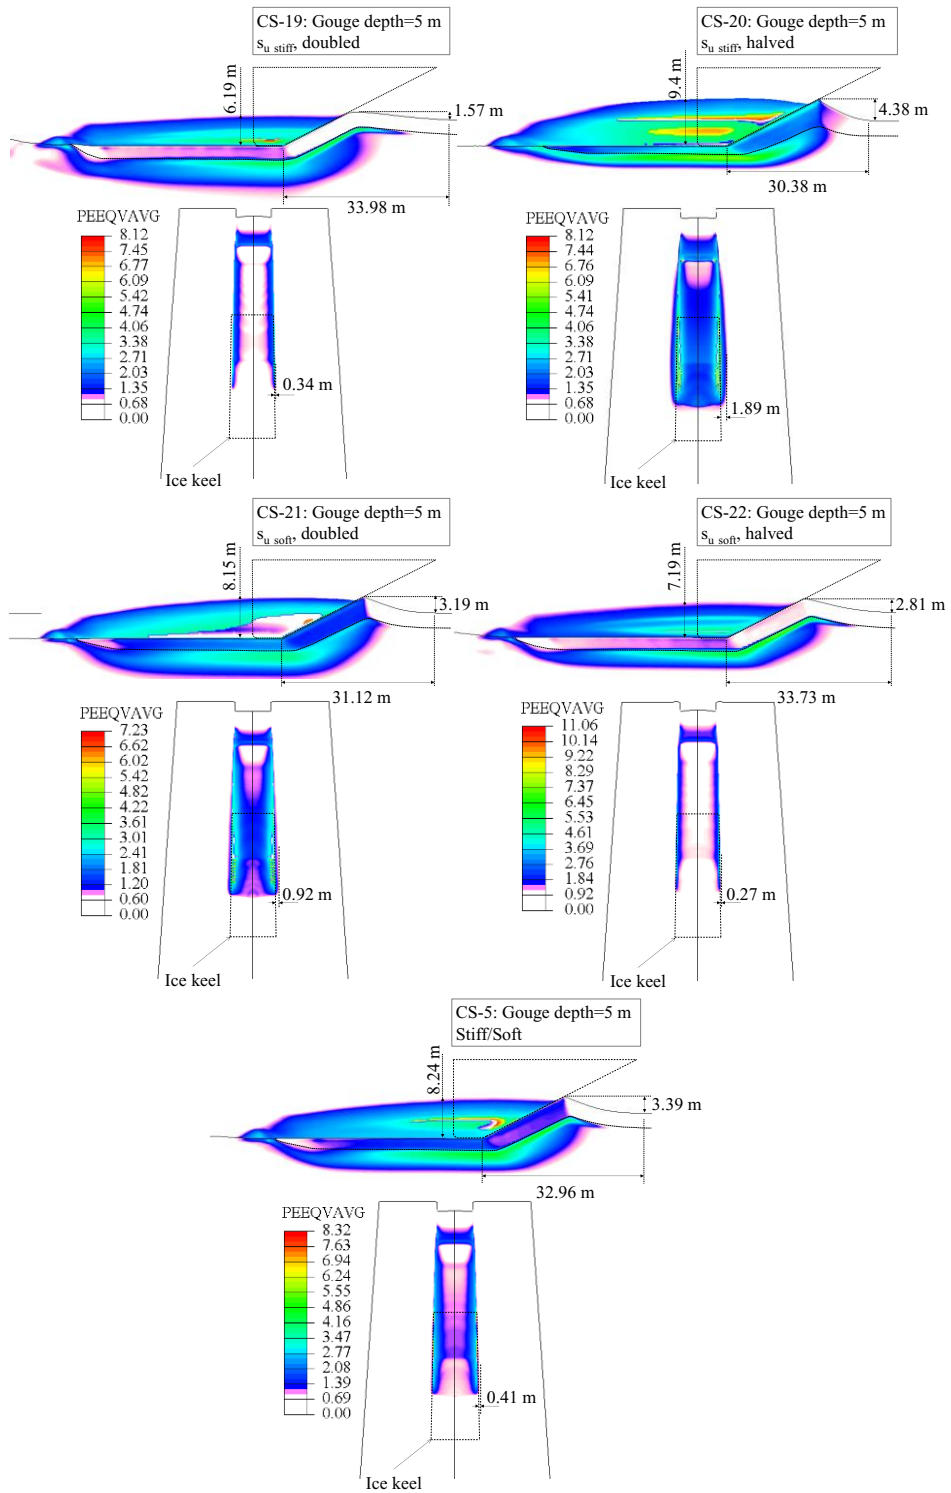 CS-19: Gouge depth=5 m
s_u stiff, doubled
6.19 m
1.57 m
33.98 m
PEEQVAVG
8.12
7.45
6.77
6.09
5.42
4.74
4.06
3.38
2.71
2.03
1.35
0.68
0.00
0.34 m
Ice keel
CS-20: Gouge depth=5 m
s_u stiff, halved
9.4 m
4.38 m
30.38 m
PEEQVAVG
8.12
7.44
6.76
6.09
5.41
4.74
4.06
3.38
2.71
2.03
1.35
0.68
0.00
1.89 m
Ice keel
CS-21: Gouge depth=5 m
s_u soft, doubled
8.15 m
3.19 m
31.12 m
PEEQVAVG
7.23
6.62
6.02
5.42
4.82
4.22
3.61
3.01
2.41
1.81
1.20
0.60
0.00
0.92 m
Ice keel
CS-22: Gouge depth=5 m
s_u soft, halved
7.19 m
2.81 m
33.73 m
PEEQVAVG
11.06
10.14
9.22
8.29
7.37
6.45
5.53
4.61
3.69
2.76
1.84
0.92
0.00
0.27 m
Ice keel
CS-5: Gouge depth=5 m
Stiff/Soft
8.24 m
3.39 m
32.96 m
PEEQVAVG
8.32
7.63
6.94
6.24
5.55
4.86
4.16
3.47
2.77
2.08
1.39
0.69
0.00
0.41 m
Ice keel